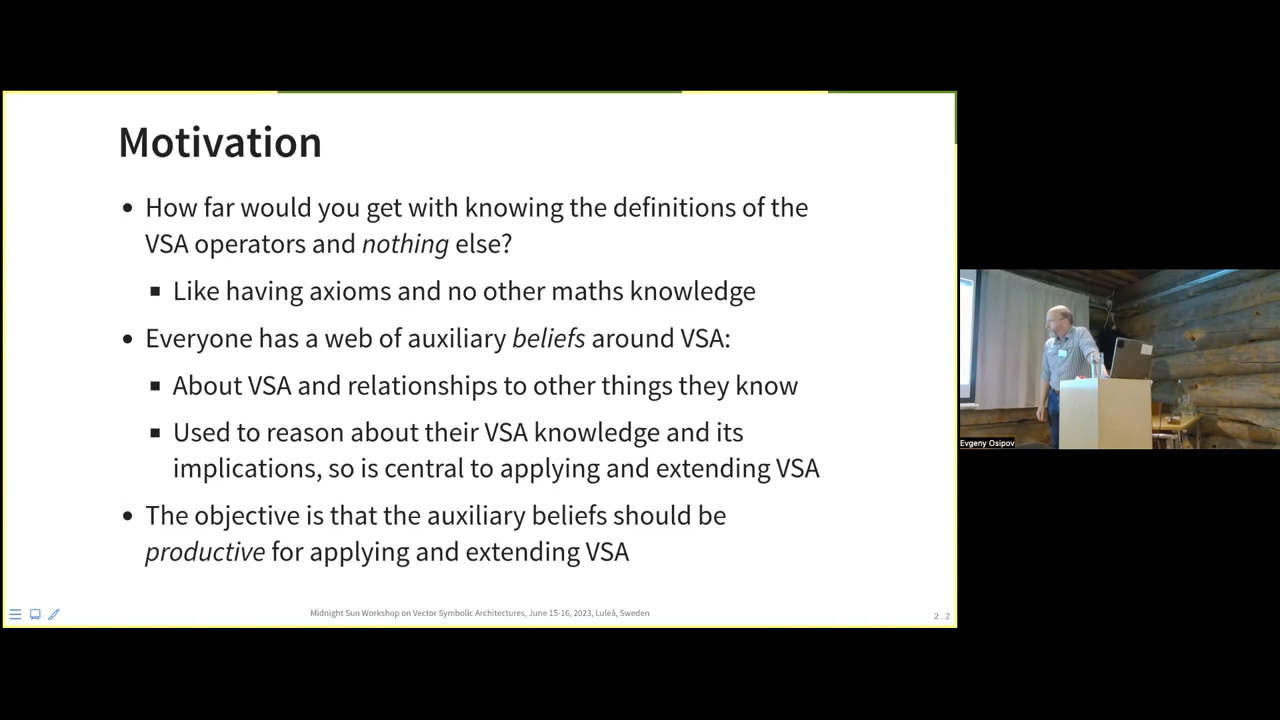 Motivation
• How far would you get with knowing the definitions of the
VSA operators and nothing else?
▪ Like having axioms and no other maths knowledge
• Everyone has a web of auxiliary beliefs around VSA:
▪ About VSA and relationships to other things they know
▪ Used to reason about their VSA knowledge and its
implications, so is central to applying and extending VSA
• The objective is that the auxiliary beliefs should be
productive for applying and extending VSA
Midnight Sun Workshop on Vector Symbolic Architectures, June 15-16, 2023, Luleå, Sweden
2 . 2
Evgeny Osipov